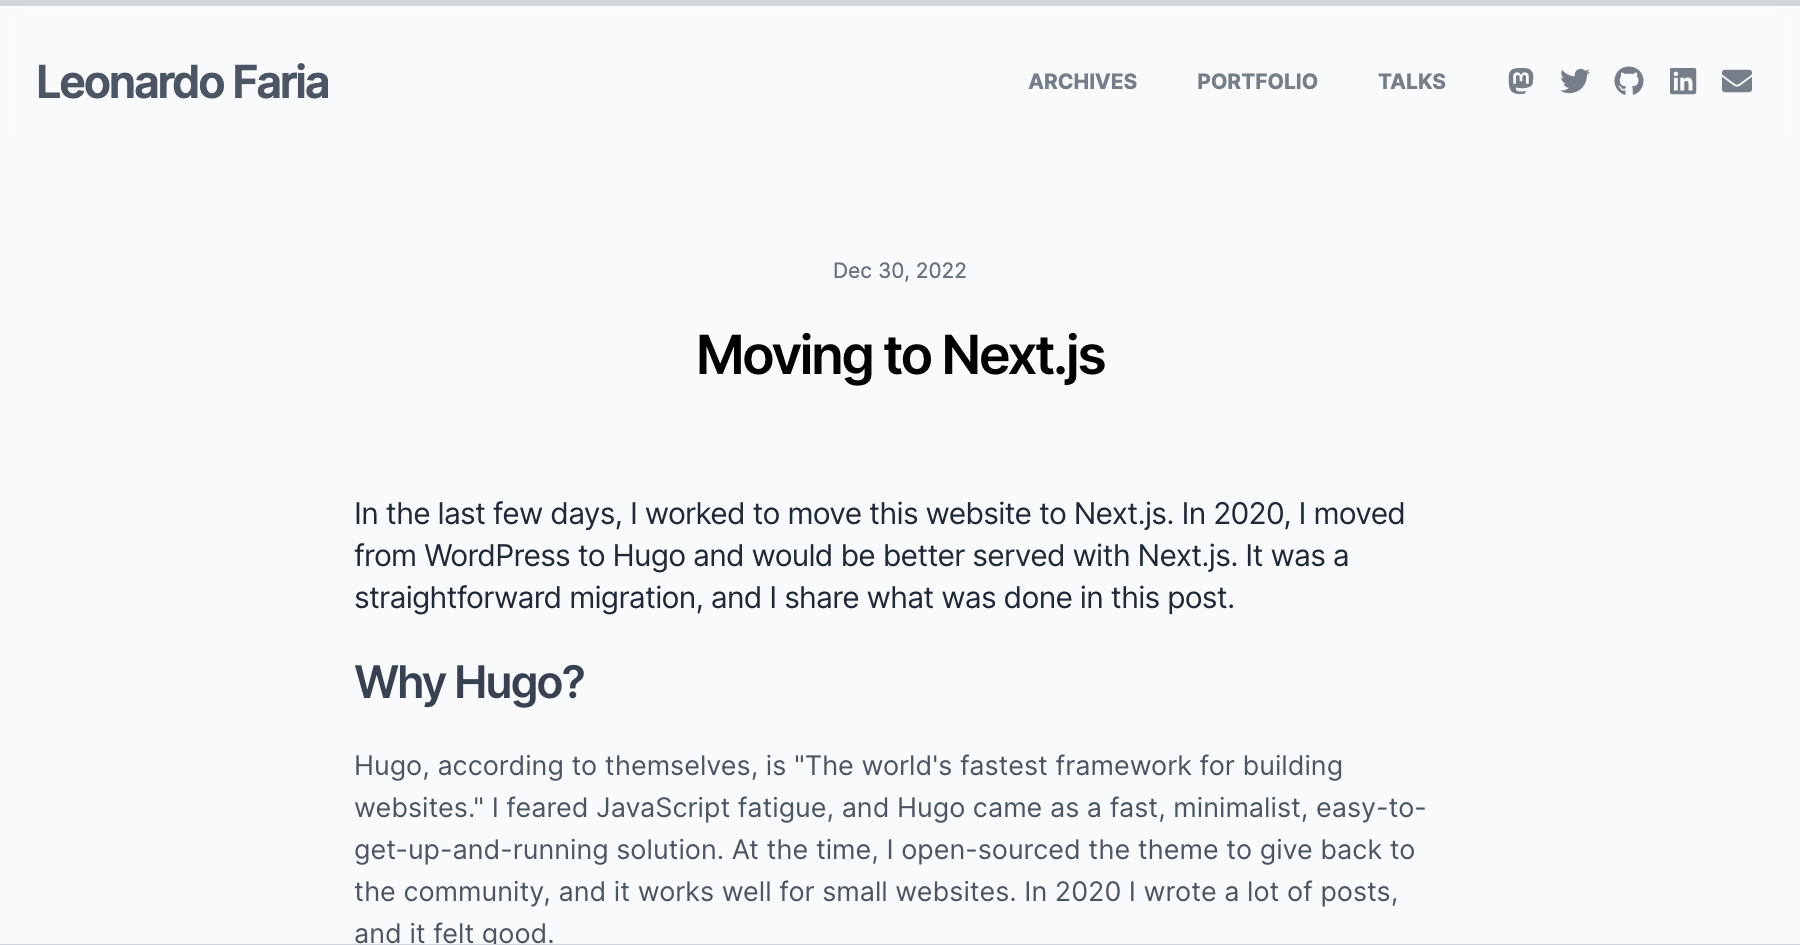 Leonardo Faria
ARCHIVES PORTFOLIO TALKS
Dec 30, 2022
Moving to Next.js
In the last few days, I worked to move this website to Next.js. In 2020, I moved
from WordPress to Hugo and would be better served with Next.js. It was a
straightforward migration, and I share what was done in this post.
Why Hugo?
Hugo, according to themselves, is "The world's fastest framework for building
websites." I feared JavaScript fatigue, and Hugo came as a fast, minimalist, easy-to-
get-up-and-running solution. At the time, I open-sourced the theme to give back to
the community, and it works well for small websites. In 2020 I wrote a lot of posts,
and it felt good.